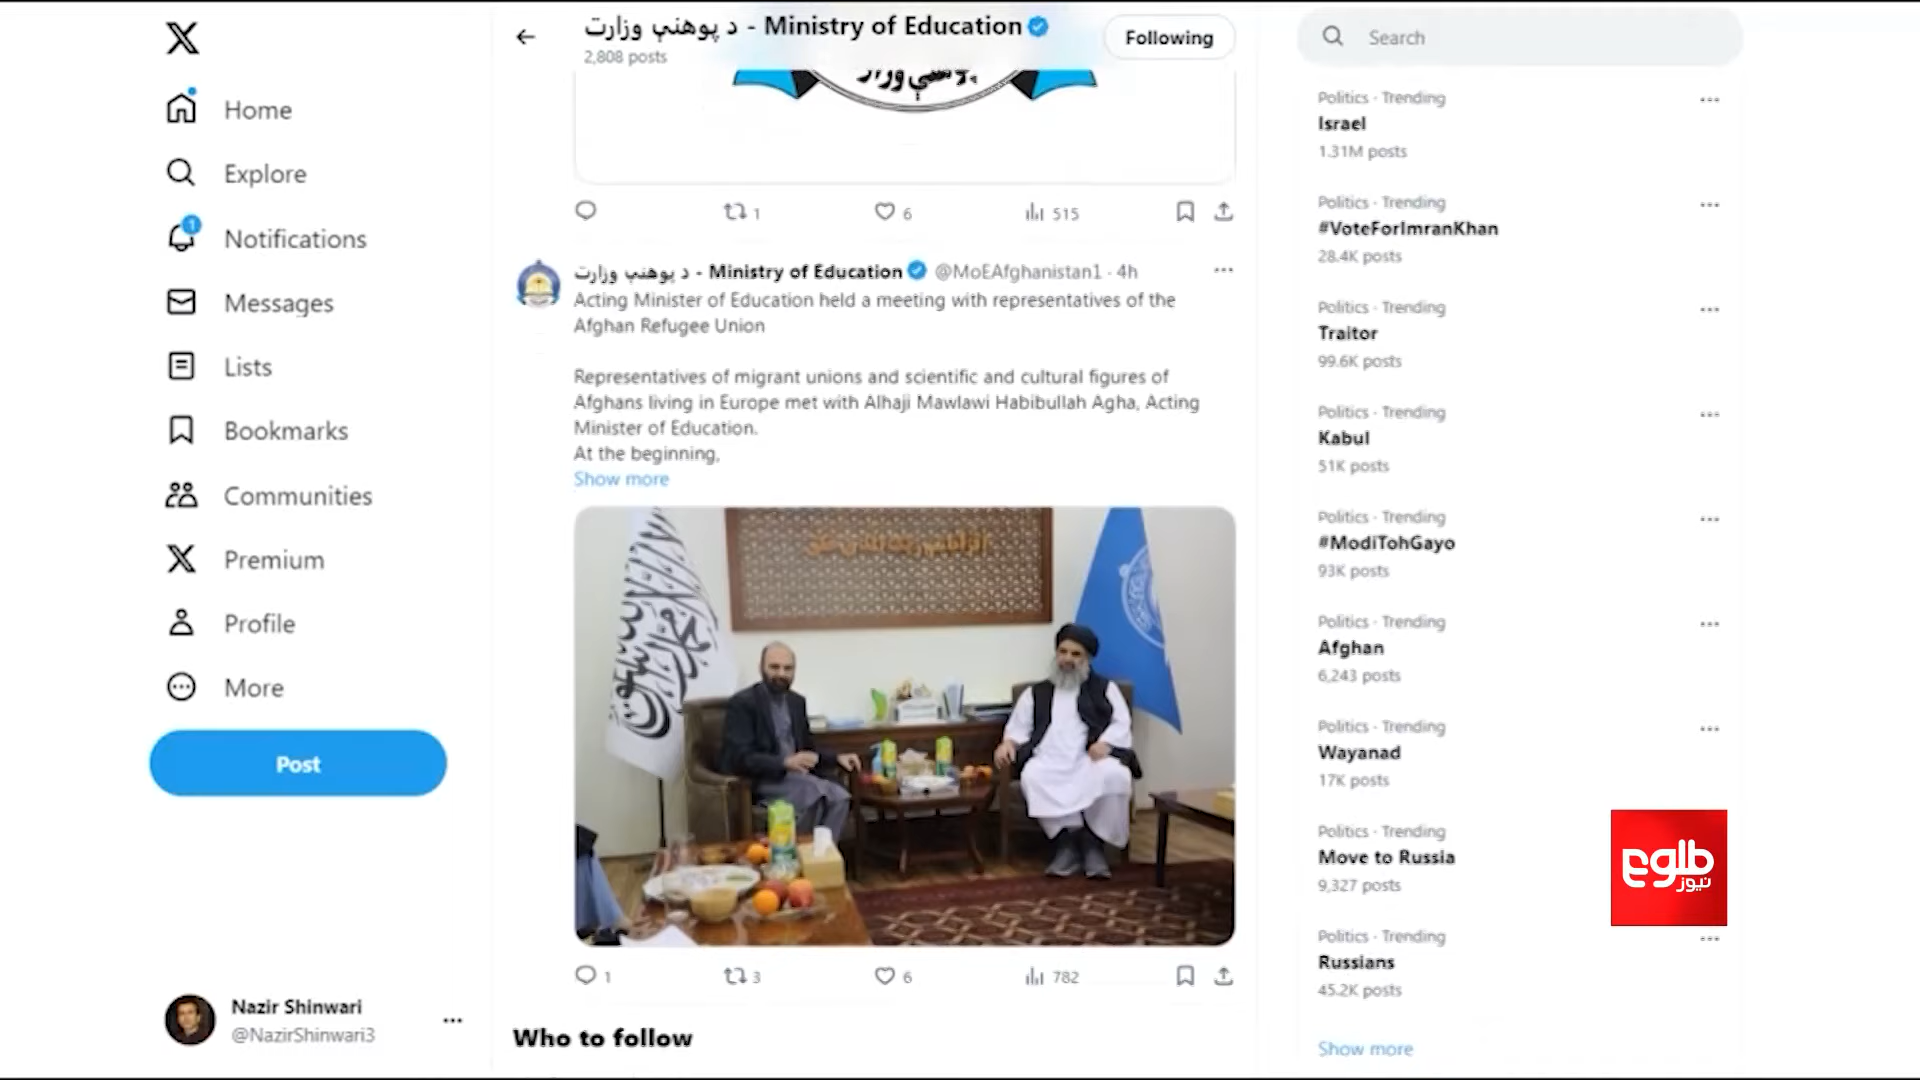 Home
Explore
1
Notifications
Messages
Lists
Bookmarks
Communities
Premium
Profile
More
Post
Nazir Shinwari
@NazirShinwari3
د پوهنې وزارت - Ministry of Education
2,808 posts
Following
1
6
515
د پوهنې وزارت - Ministry of Education @MoEAfghanistan1 · 4h
Acting Minister of Education held a meeting with representatives of the
Afghan Refugee Union
Representatives of migrant unions and scientific and cultural figures of
Afghans living in Europe met with Alhaji Mawlawi Habibullah Agha, Acting
Minister of Education.
At the beginning,
Show more
1
3
6
782
Who to follow
Search
Politics · Trending
Israel
1.31M posts
Politics · Trending
#VoteForImranKhan
28.4K posts
Politics · Trending
Traitor
99.6K posts
Politics · Trending
Kabul
51K posts
Politics · Trending
#ModiTohGayo
93K posts
Politics · Trending
Afghan
6,243 posts
Politics · Trending
Wayanad
17K posts
Politics · Trending
Move to Russia
9,327 posts
Politics · Trending
Russians
45.2K posts
Show more
طلوع
نیوز